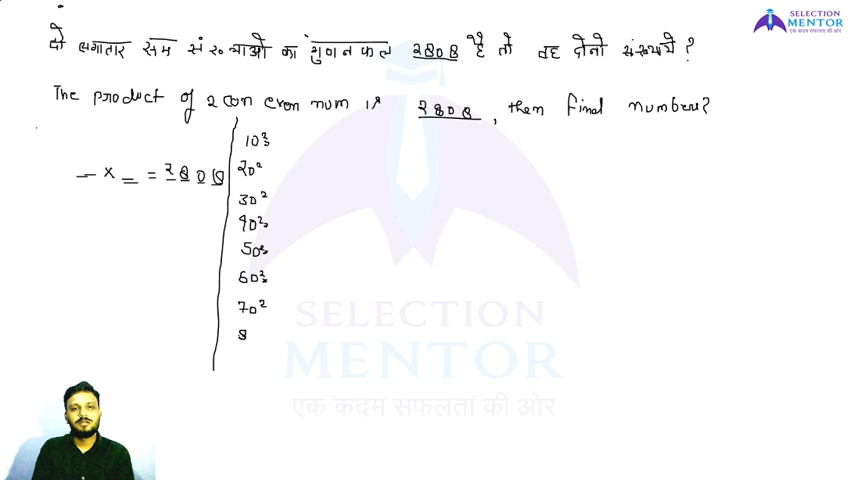 SELECTION
MENTOR
एक कदम सफलता की ओर
दो लगातार सम संख्याओ का गुणनफल 2808 है तो वह दोनो संख्याये ?
The product of 2 con even num is 2808, then final numbers?
_ x _ = 2808
10²
20²
30²
40²
50²
60²
70²
8
SELECTION
MENTOR
एक कदम सफलता की ओर